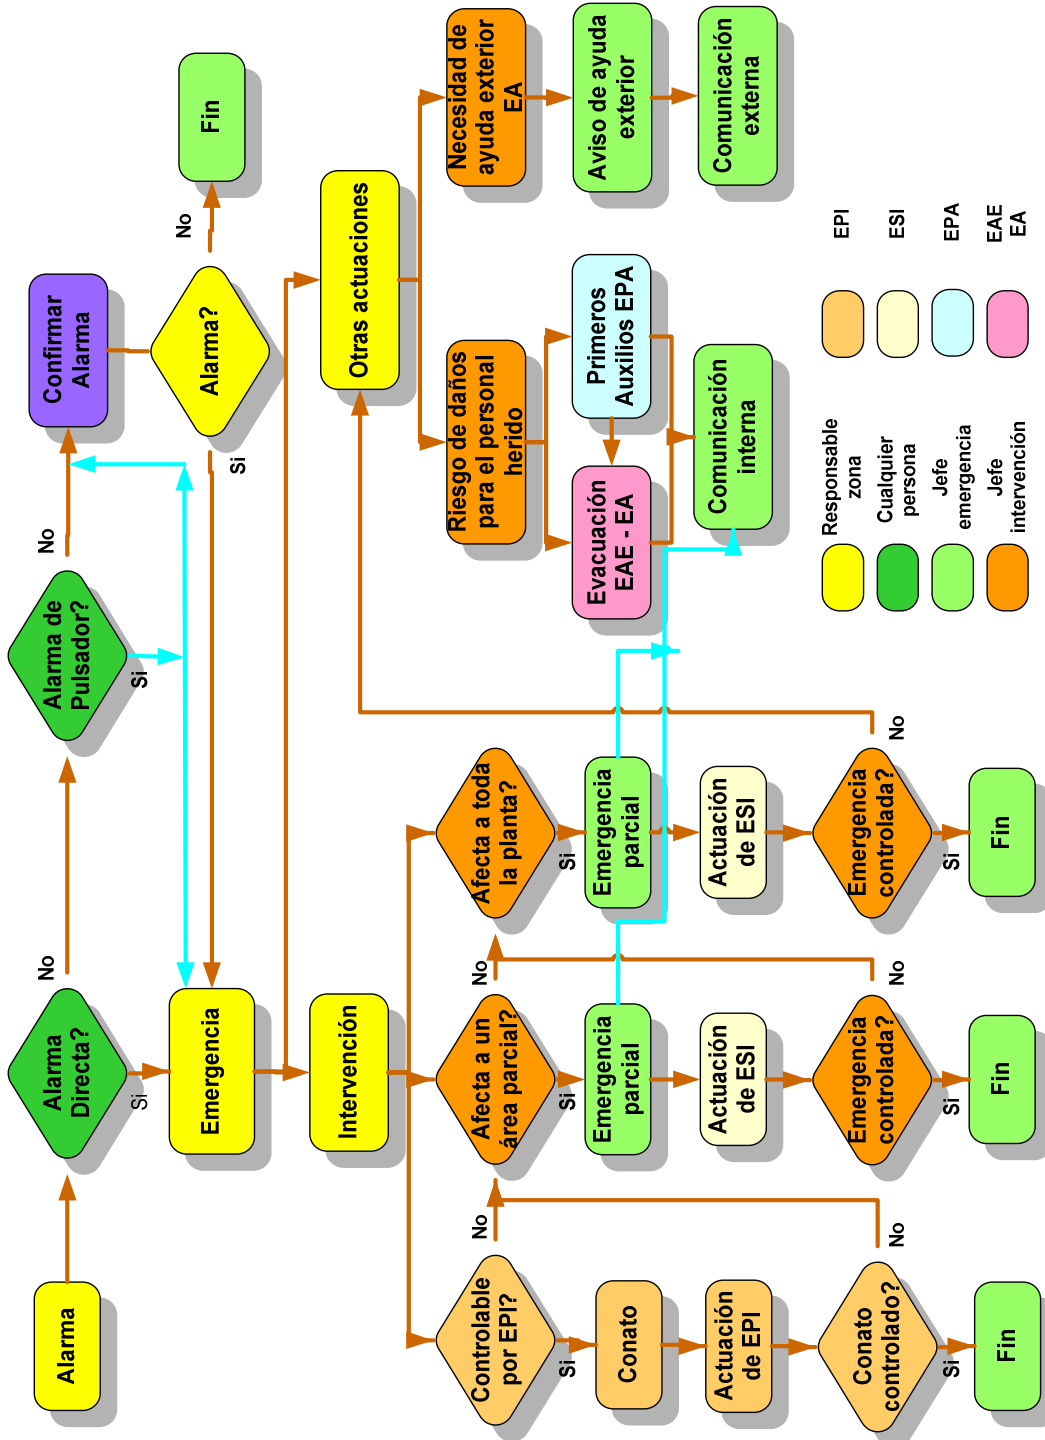 Alarma
Alarma
Directa?
No
Si
Alarma de
Pulsador?
No
Si
Confirmar
Alarma
Alarma?
No
Si
Fin
Emergencia
Intervención
Otras actuaciones
Controlable
por EPI?
No
Si
Conato
Actuación
de EPI
Conato
controlado?
No
Si
Fin
Afecta a un
área parcial?
No
Si
Emergencia
parcial
Actuación
de ESI
Emergencia
controlada?
No
Si
Fin
Afecta a toda
la planta?
Si
Emergencia
parcial
Actuación
de ESI
Emergencia
controlada?
No
Si
Fin
Riesgo de daños
para el personal
herido
Evacuación
EAE - EA
Primeros
Auxilios EPA
Comunicación
interna
Necesidad de
ayuda exterior
EA
Aviso de ayuda
exterior
Comunicación
externa
Responsable
zona
Cualquier
persona
Jefe
emergencia
Jefe
intervención
EPI
ESI
EPA
EAE
EA